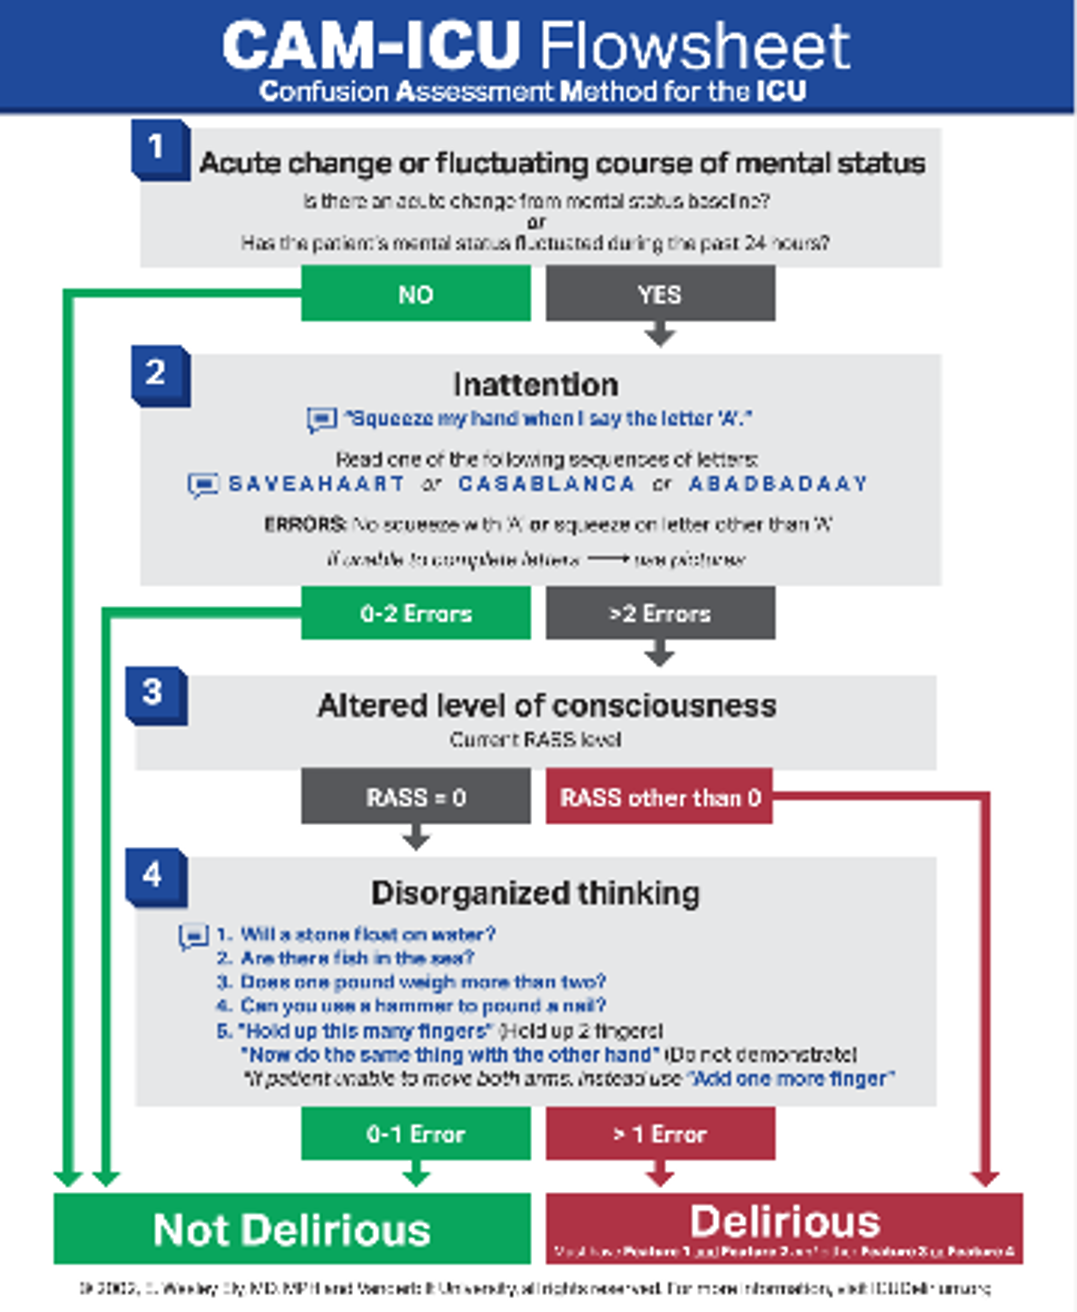 CAM-ICU Flowsheet
Confusion Assessment Method for the ICU
1
Acute change or fluctuating course of mental status
Is there an acute change from mental status baseline?
or
Has the patient's mental status fluctuated during the past 24 hours?
NO
YES
2
Inattention
"Squeeze my hand when I say the letter 'A'."
Read one of the following sequences of letters:
S A V E A H A A R T or C A S A B L A N C A or A B A D B A D A A Y
ERRORS: No squeeze with 'A' or squeeze on letter other than 'A'
If unable to complete letters ⟶ use pictures
0-2 Errors
>2 Errors
3
Altered level of consciousness
Current RASS level
RASS = 0
RASS other than 0
4
Disorganized thinking
1. Will a stone float on water?
2. Are there fish in the sea?
3. Does one pound weigh more than two?
4. Can you use a hammer to pound a nail?
5. "Hold up this many fingers" (Hold up 2 fingers)
"Now do the same thing with the other hand" (Do not demonstrate)
*If patient unable to move both arms, instead use "Add one more finger"
0-1 Error
> 1 Error
Not Delirious
Delirious
Must have Feature 1 and Feature 2 and either Feature 3 or Feature 4
© 2002, E. Wesley Ely, MD, MPH and Vanderbilt University, all rights reserved. For more information, visit ICUDelirium.org